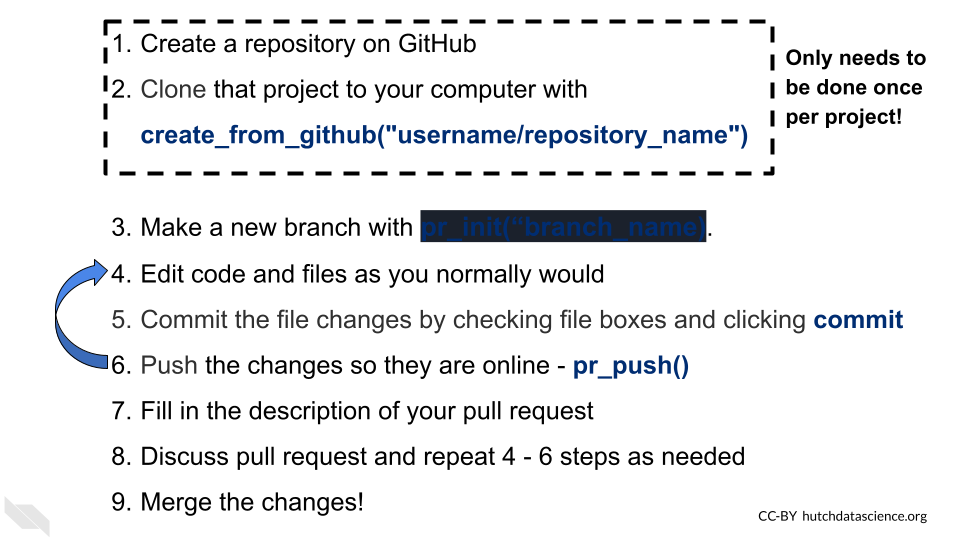 1. Create a repository on GitHub
2. Clone that project to your computer with
create_from_github("username/repository_name")
Only needs to
be done once
per project!
3. Make a new branch with pr_init(“branch_name).
4. Edit code and files as you normally would
5. Commit the file changes by checking file boxes and clicking commit
6. Push the changes so they are online - pr_push()
7. Fill in the description of your pull request
8. Discuss pull request and repeat 4 - 6 steps as needed
9. Merge the changes!
CC-BY hutchdatascience.org